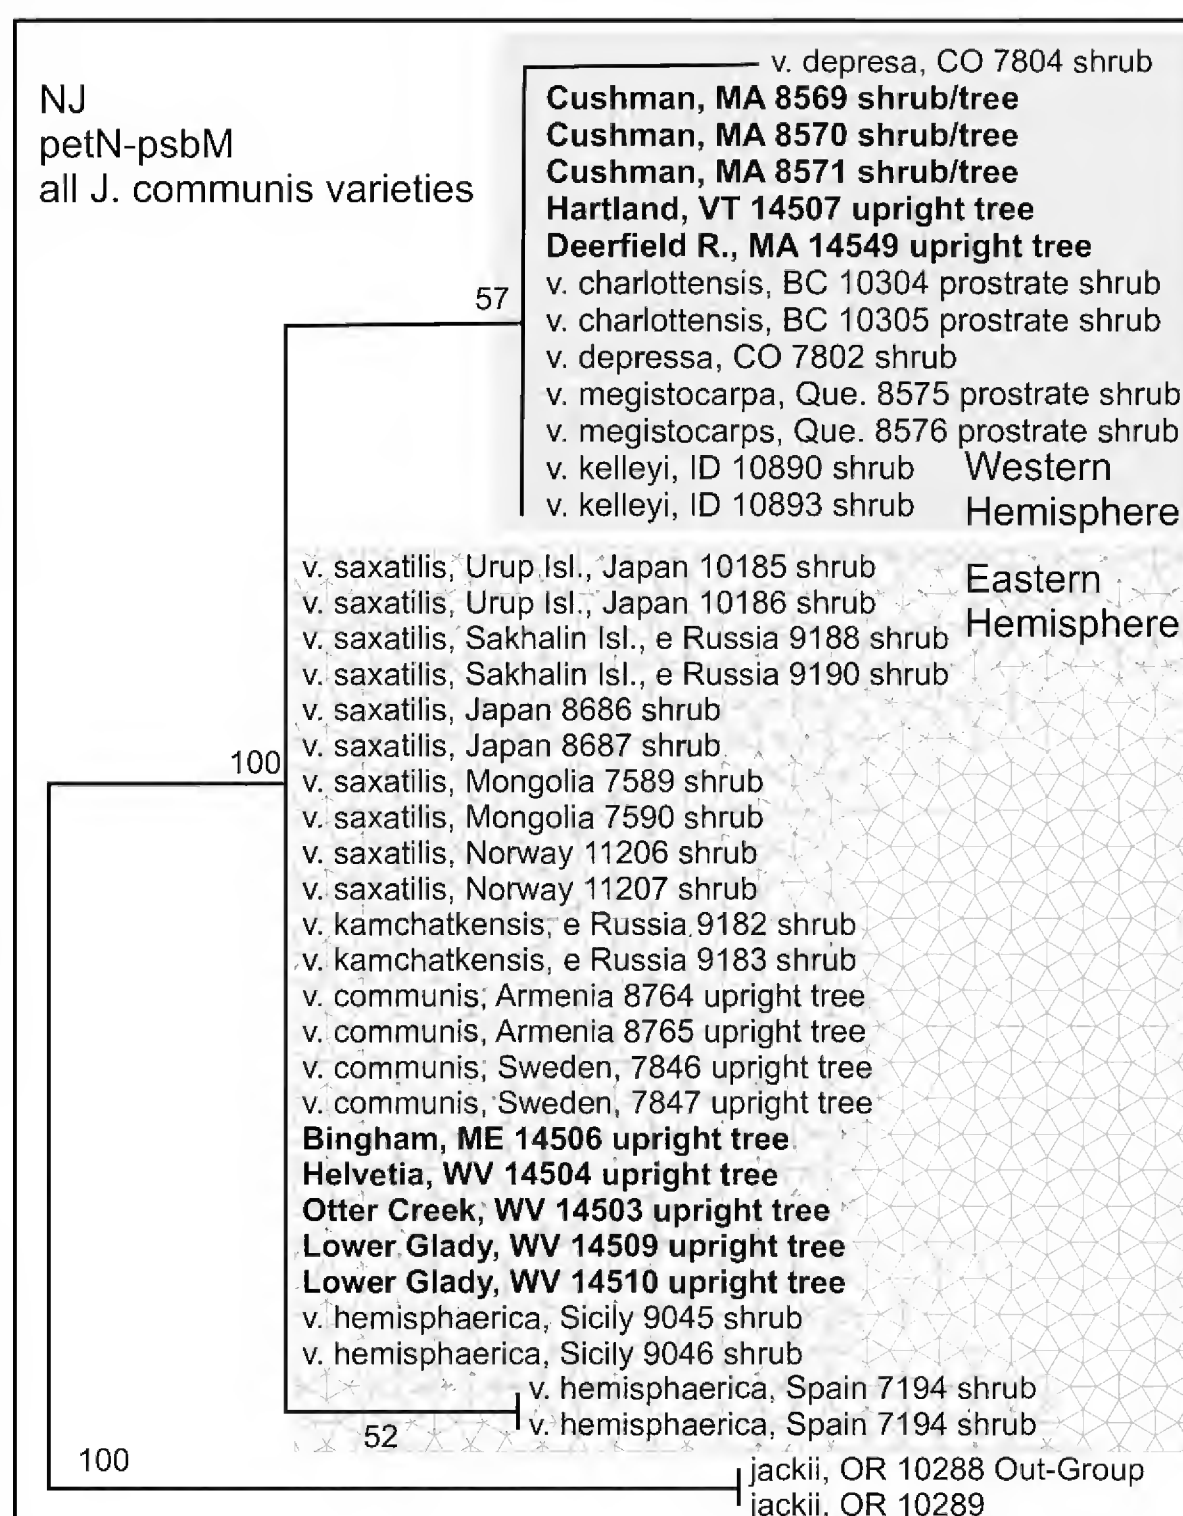 NJ
petN-psbM
all J. communis varieties
v. depresa, CO 7804 shrub
Cushman, MA 8569 shrub/tree
Cushman, MA 8570 shrub/tree
Cushman, MA 8571 shrub/tree
Hartland, VT 14507 upright tree
Deerfield R., MA 14549 upright tree
v. charlottensis, BC 10304 prostrate shrub
57
v. charlottensis, BC 10305 prostrate shrub
v. depressa, CO 7802 shrub
v. megistocarpa, Que. 8575 prostrate shrub
v. megistocarps, Que. 8576 prostrate shrub
v. kelleyi, ID 10890 shrub
v. kelleyi, ID 10893 shrub
Western
Hemisphere
v. saxatilis, Urup Isl., Japan 10185 shrub
v. saxatilis, Urup Isl., Japan 10186 shrub
Eastern
Hemisphere
v. saxatilis, Sakhalin Isl., e Russia 9188 shrub
v. saxatilis, Sakhalin Isl., e Russia 9190 shrub
v. saxatilis, Japan 8686 shrub
v. saxatilis, Japan 8687 shrub
100
v. saxatilis, Mongolia 7589 shrub
v. saxatilis, Mongolia 7590 shrub
v. saxatilis, Norway 11206 shrub
v. saxatilis, Norway 11207 shrub
v. kamchatkensis, e Russia 9182 shrub
v. kamchatkensis, e Russia 9183 shrub
v. communis, Armenia 8764 upright tree
v. communis, Armenia 8765 upright tree
v. communis, Sweden, 7846 upright tree
v. communis, Sweden, 7847 upright tree
Bingham, ME 14506 upright tree
Helvetia, WV 14504 upright tree
Otter Creek, WV 14503 upright tree
Lower Glady, WV 14509 upright tree
Lower Glady, WV 14510 upright tree
v. hemisphaerica, Sicily 9045 shrub
v. hemisphaerica, Sicily 9046 shrub
v. hemisphaerica, Spain 7194 shrub
v. hemisphaerica, Spain 7194 shrub
52
100
jackii, OR 10288 Out-Group
jackii, OR 10289